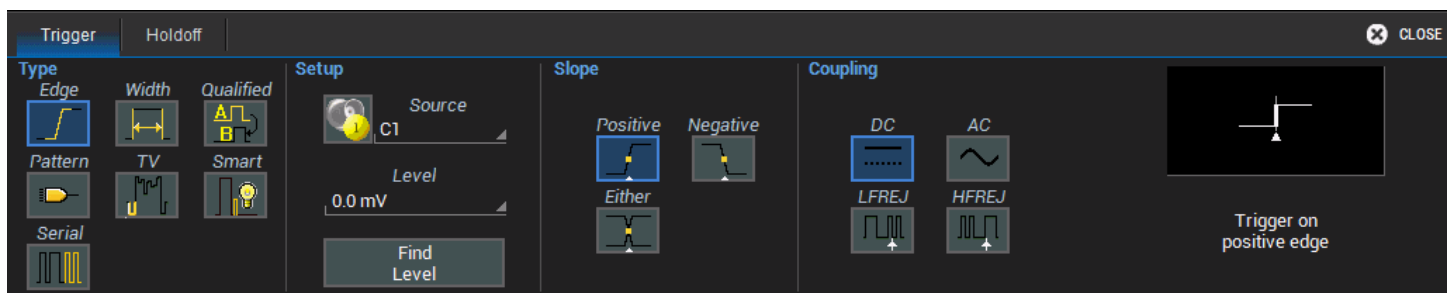 Trigger
Holdoff
CLOSE
Type
Edge
Width
Qualified
A
B
Pattern
TV
Smart
U
Serial
Setup
Source
1
C1
Level
0.0 mV
Find
Level
Slope
Positive
Negative
Either
Coupling
DC
AC
LFREJ
HFREJ
Trigger on
positive edge